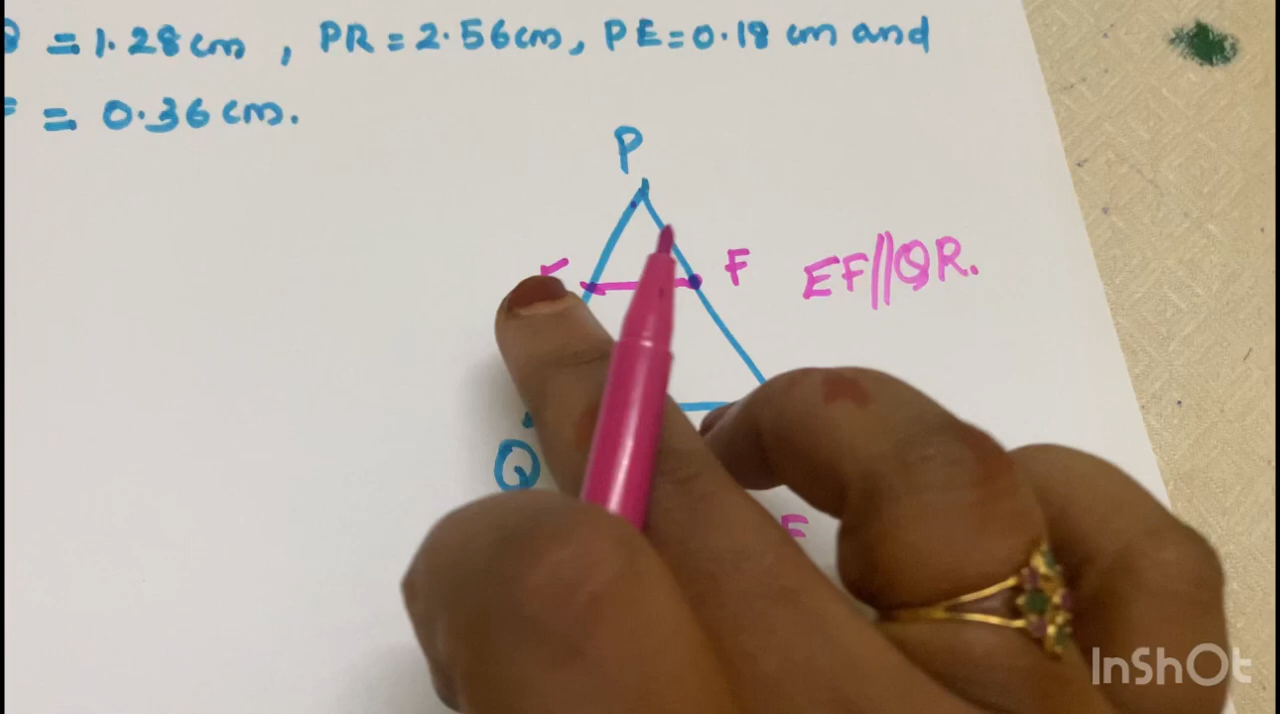 = 1.28 cm, PR = 2.56 cm, PE = 0.18 cm and
= 0.36 cm.
P
F EF//QR.
Q
InShOt